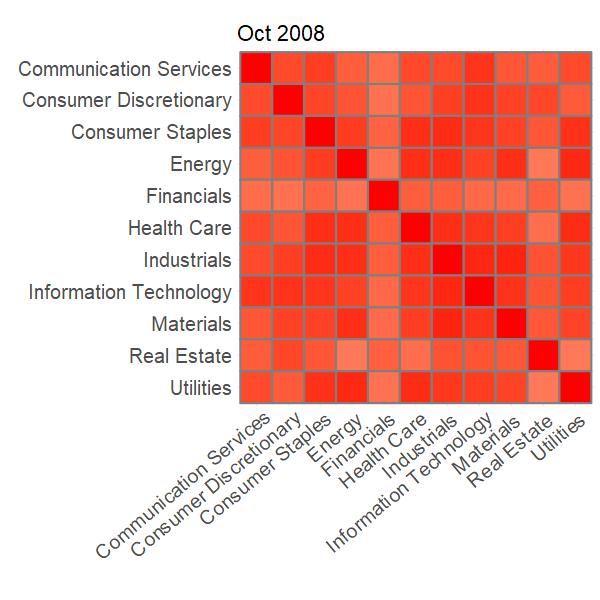 Oct 2008
Communication Services
Consumer Discretionary
Consumer Staples
Energy
Financials
Health Care
Industrials
Information Technology
Materials
Real Estate
Utilities
Communication Services
Consumer Discretionary
Consumer Staples
Energy
Financials
Health Care
Industrials
Information Technology
Materials
Real Estate
Utilities